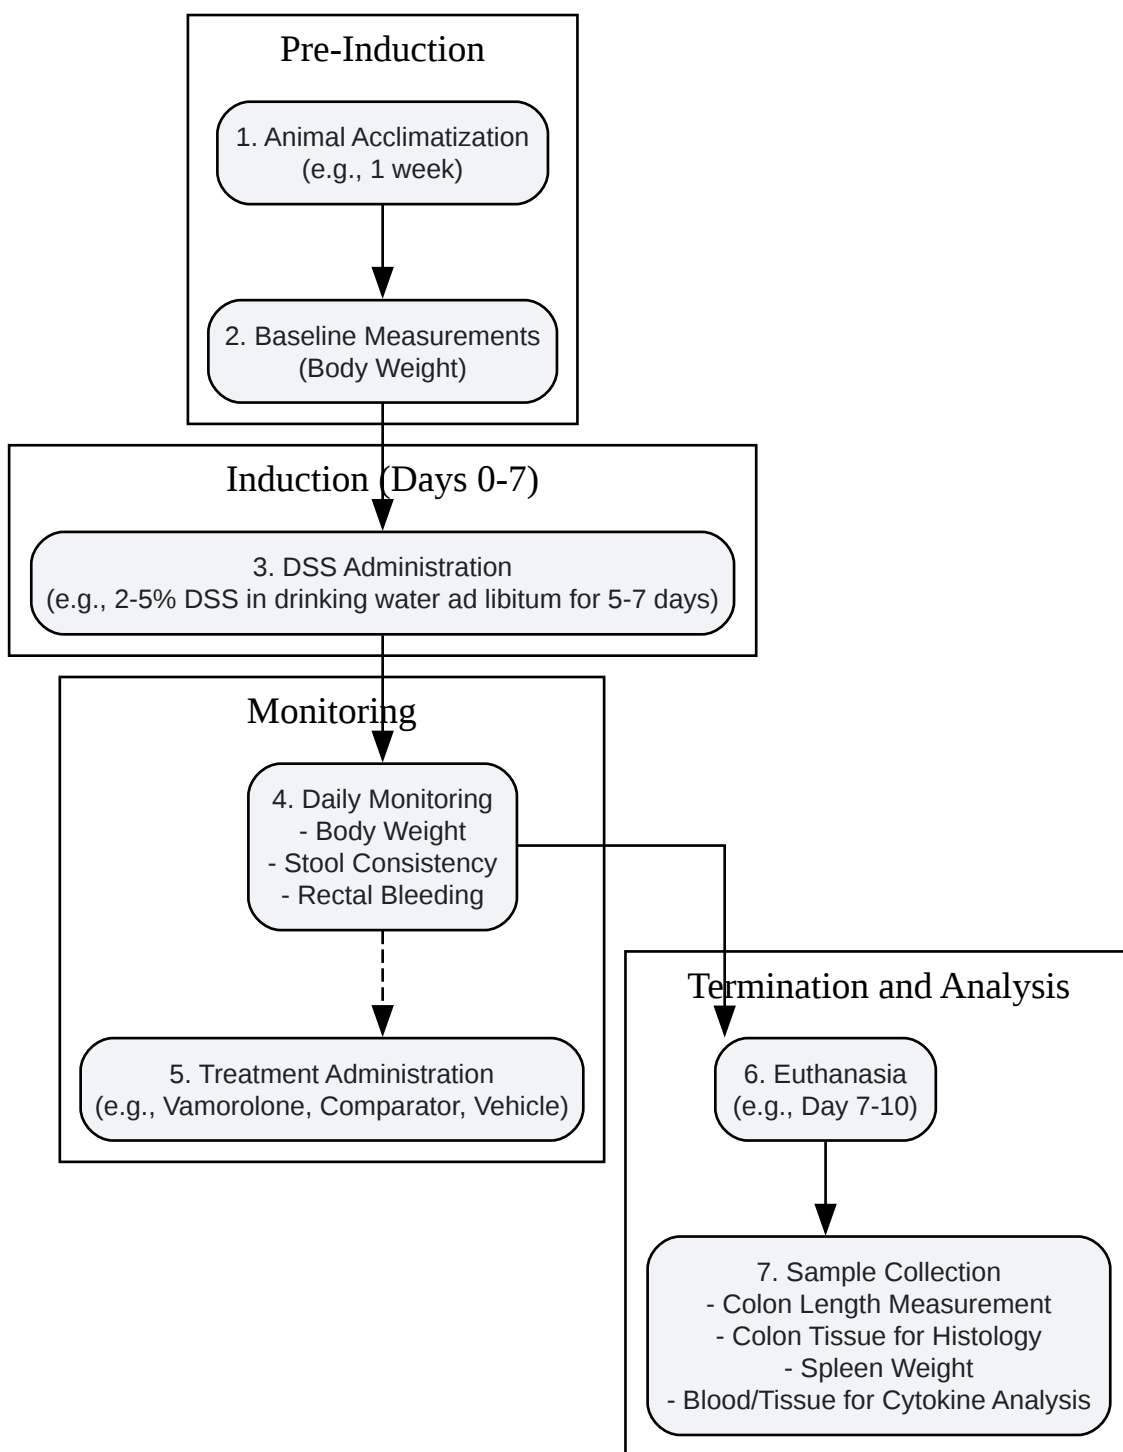 Pre-Induction
1. Animal Acclimatization
(e.g., 1 week)
2. Baseline Measurements
(Body Weight)
Induction (Days 0-7)
3. DSS Administration
(e.g., 2-5% DSS in drinking water ad libitum for 5-7 days)
Monitoring
4. Daily Monitoring
- Body Weight
- Stool Consistency
- Rectal Bleeding
5. Treatment Administration
(e.g., Vamorolone, Comparator, Vehicle)
Termination and Analysis
6. Euthanasia
(e.g., Day 7-10)
7. Sample Collection
- Colon Length Measurement
- Colon Tissue for Histology
- Spleen Weight
- Blood/Tissue for Cytokine Analysis